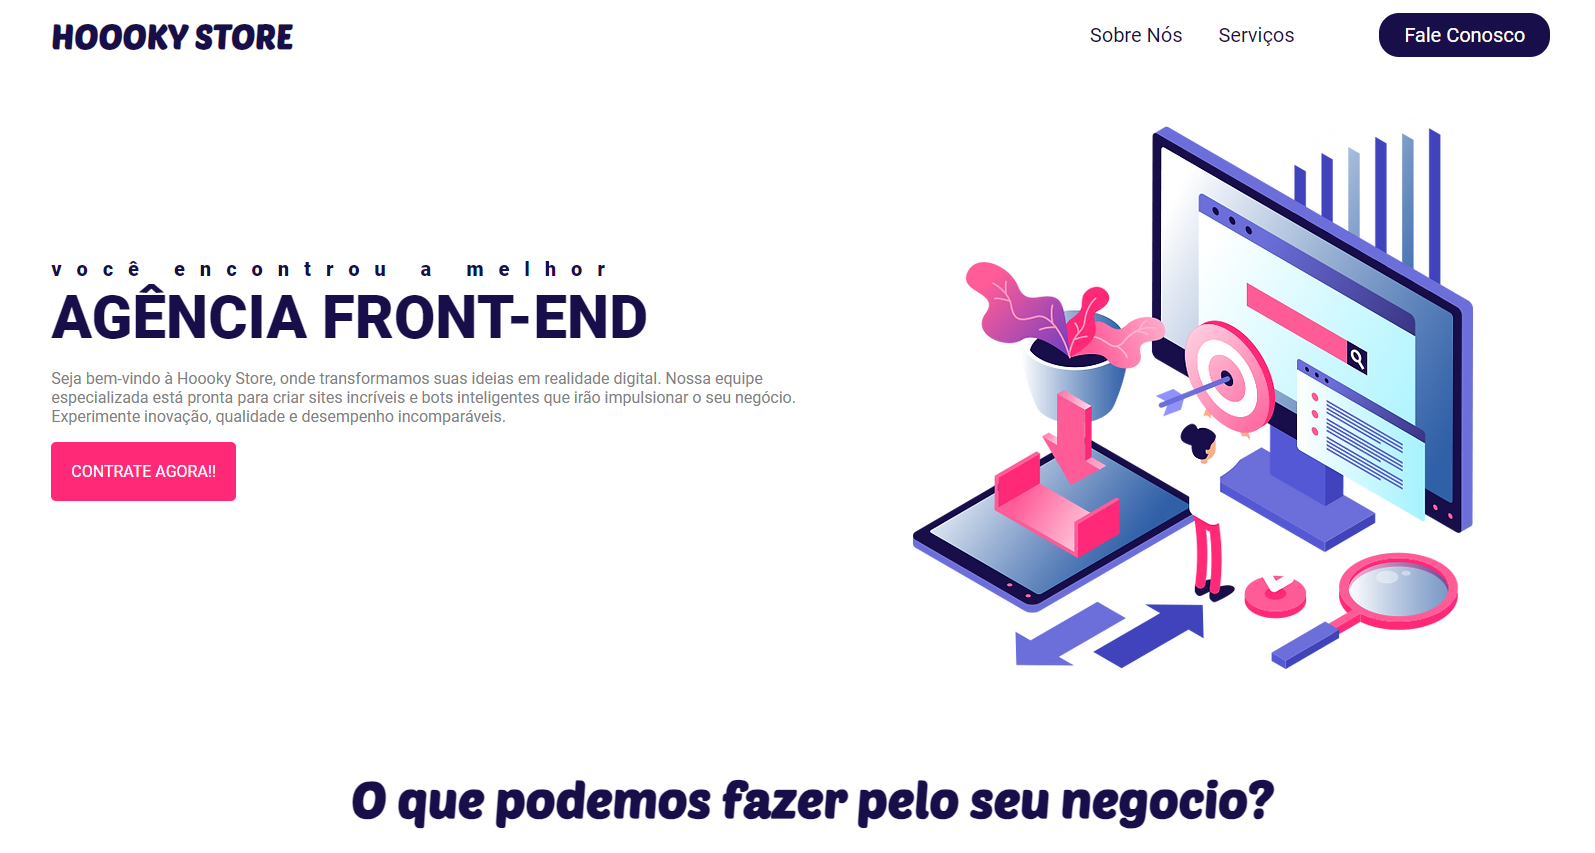 HOOOKY STORE
Sobre Nós Serviços Fale Conosco
você encontrou a melhor
AGÊNCIA FRONT-END
Seja bem-vindo à Hoooky Store, onde transformamos suas ideias em realidade digital. Nossa equipe
especializada está pronta para criar sites incríveis e bots inteligentes que irão impulsionar o seu negócio.
Experimente inovação, qualidade e desempenho incomparáveis.
CONTRATE AGORA!!
O que podemos fazer pelo seu negocio?